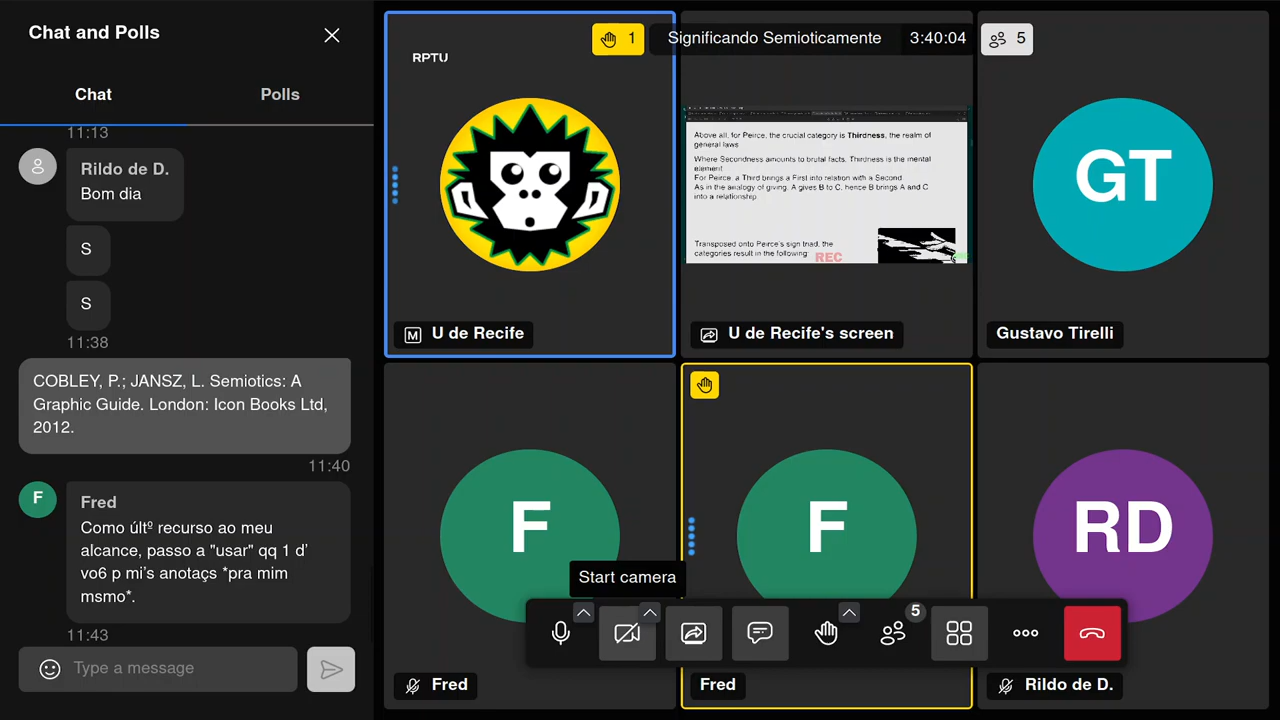 Chat and Polls
Chat
Polls
11:13
Rildo de D.
Bom dia
S
S
11:38
COBLEY, P.; JANSZ, L. Semiotics: A
Graphic Guide. London: Icon Books Ltd,
2012.
11:40
F
Fred
Como últº recurso ao meu
alcance, passo a "usar" qq 1 d'
vo6 p mi's anotaçs *pra mim
msmo*.
11:43
Type a message
RPTU
1
Significando Semioticamente
3:40:04
5
M
U de Recife
Above all, for Peirce, the crucial category is Thirdness, the realm of
general laws
Where Secondness amounts to brutal facts, Thirdness is the mental
element
For Peirce, a Third brings a First into relation with a Second.
As in the analogy of giving, A gives B to C, hence B brings A and C
into a relationship
Transposed onto Peirce's sign triad, the
categories result in the following:
REC
U de Recife's screen
GT
Gustavo Tirelli
F
Fred
F
Fred
RD
Rildo de D.
Start camera
5